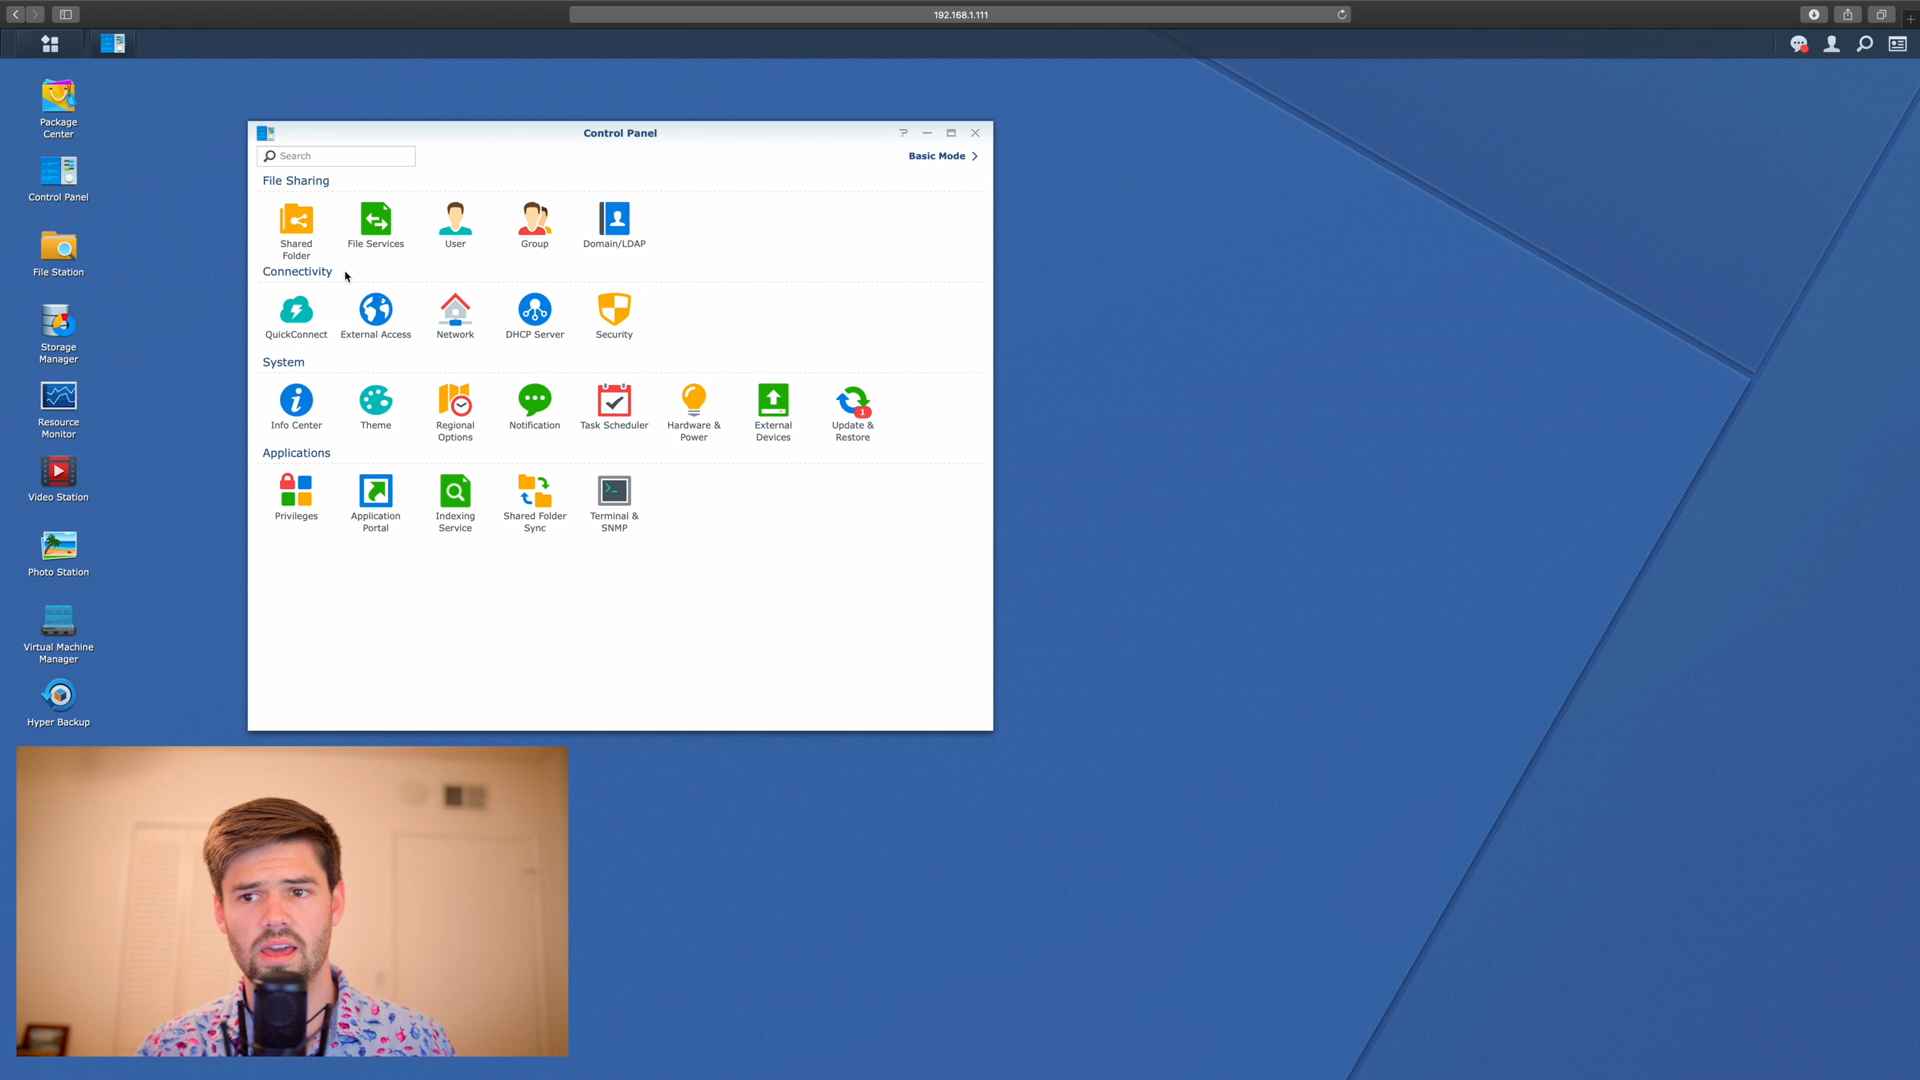 192.168.1.111
Package
Center
Control Panel
File Station
Storage
Manager
Resource
Monitor
Video Station
Photo Station
Virtual Machine
Manager
Hyper Backup
Control Panel
Search
Basic Mode
File Sharing
Shared
Folder
File Services
User
Group
Domain/LDAP
Connectivity
QuickConnect
External Access
Network
DHCP Server
Security
System
Info Center
Theme
Regional
Options
Notification
Task Scheduler
Hardware &
Power
External
Devices
1
Update &
Restore
Applications
Privileges
Application
Portal
Indexing
Service
Shared Folder
Sync
Terminal &
SNMP